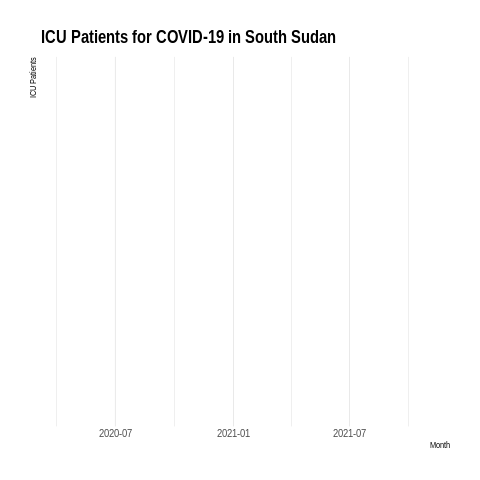 ICU Patients for COVID-19 in South Sudan
ICU Patients
2020-07
2021-01
2021-07
Month